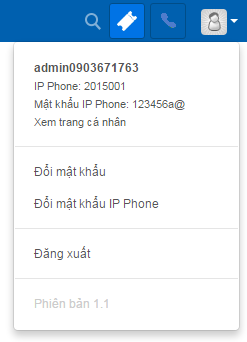 admin0903671763
IP Phone: 2015001
Mật khẩu IP Phone: 123456a@
Xem trang cá nhân
Đổi mật khẩu
Đổi mật khẩu IP Phone
Đăng xuất
Phiên bản 1.1